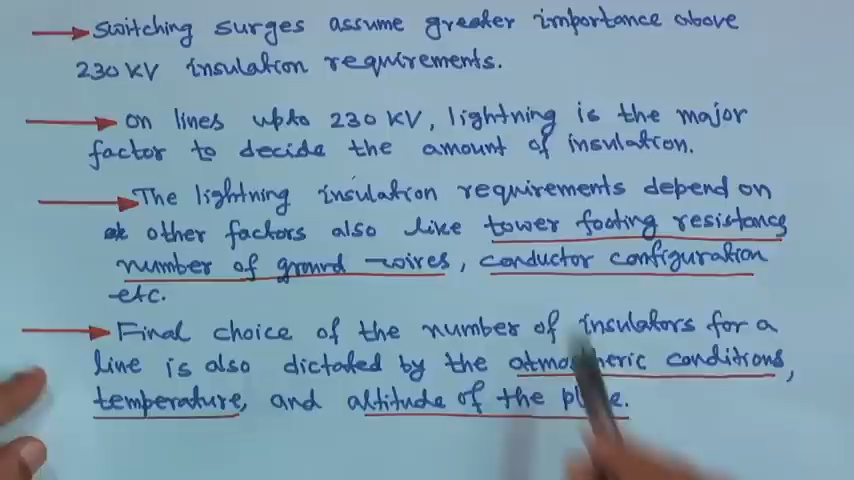 switching surges assume greater importance above
230 KV insulation requirements.
on lines upto 230 KV, lightning is the major
factor to decide the amount of insulation.
The lightning insulation requirements depend on
other factors also like tower footing resistance
number of ground wires, conductor configuration
etc.
Final choice of the number of insulators for a
line is also dictated by the atmospheric conditions,
temperature, and altitude of the